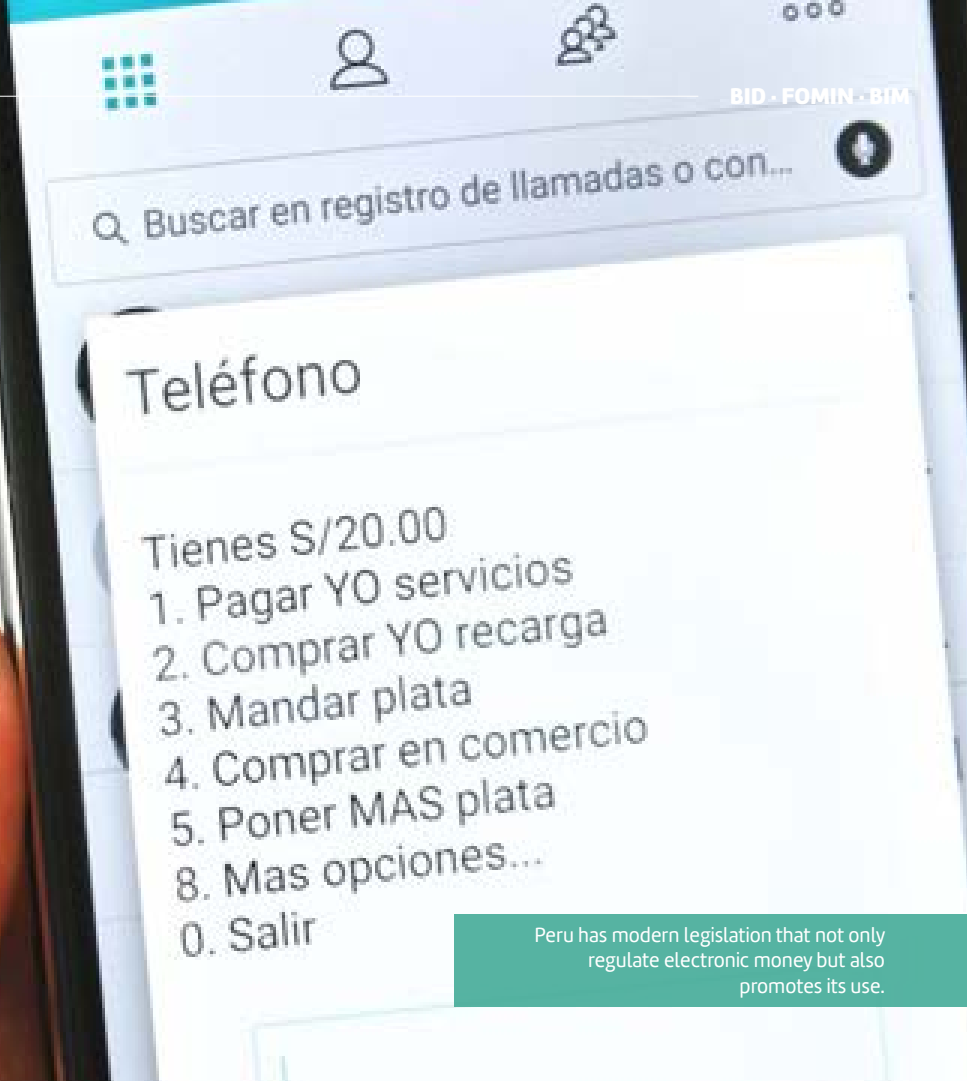 BID · FOMIN · BIM
Buscar en registro de llamadas o con...
Teléfono
Tienes S/20.00
1. Pagar YO servicios
2. Comprar YO recarga
3. Mandar plata
4. Comprar en comercio
5. Poner MAS plata
8. Mas opciones...
0. Salir
Peru has modern legislation that not only
regulate electronic money but also
promotes its use.